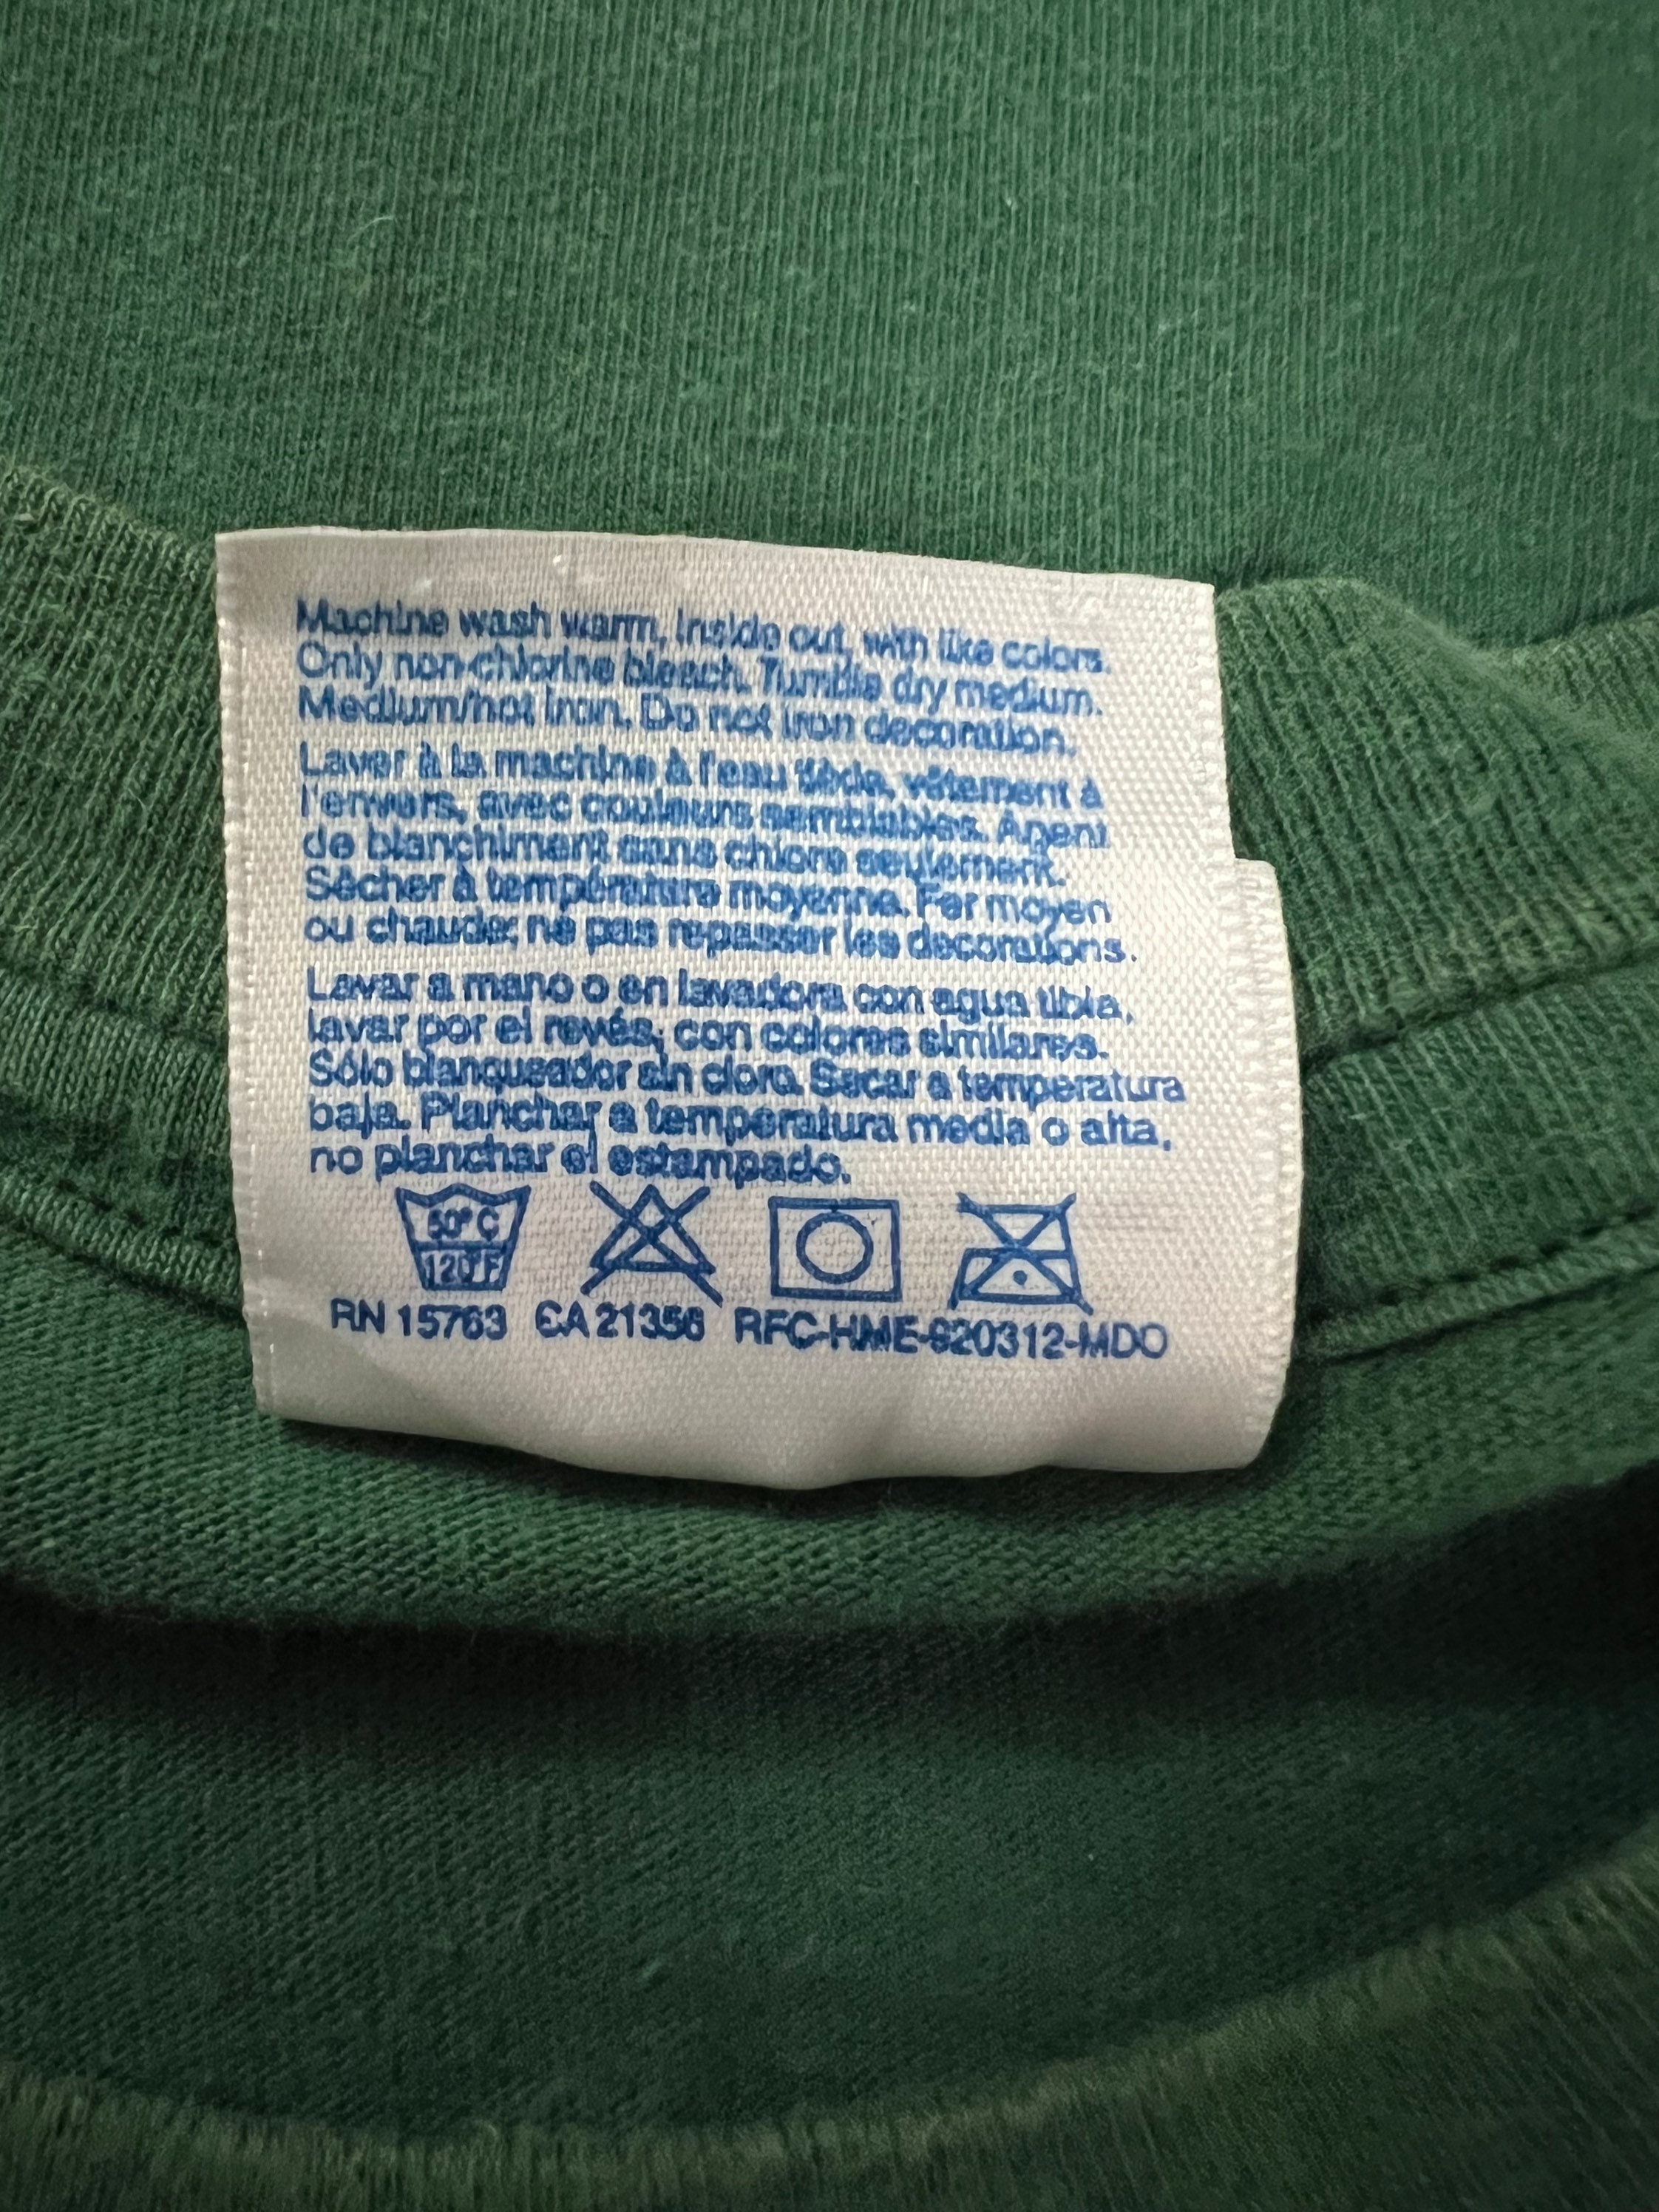 Machine wash warm, inside out, with like colors.
Only non-chlorine bleach. Tumble dry medium.
Medium/hot iron. Do not iron decoration.
Laver à la machine à l'eau tiède, vêtement à
l'envers, avec couleurs semblables. Agent
de blanchiment sans chlore seulement.
Sécher à température moyenne. Fer moyen
ou chaude; ne pas repasser les decorations.
Lavar a mano o en lavadora con agua tibia,
lavar por el revés; con colores similares.
Sólo blanqueador sin cloro. Secar a temperatura
baja. Planchar a temperatura media o alta,
no planchar el estampado.
50°C
120°F
RN 15763 CA 21356 RFC-HME-920312-MDO